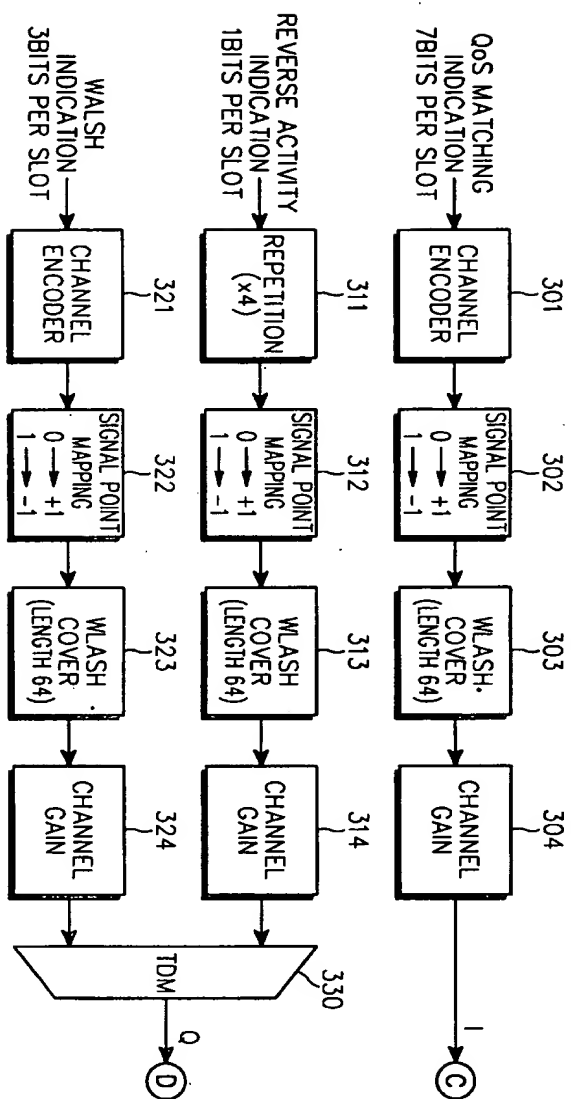 QoS MATCHING
INDICATION
7BITS PER SLOT
301
CHANNEL
ENCODER
302
SIGNAL POINT
MAPPING
0 → +1
1 → -1
303
WLASH
COVER
(LENGTH 64)
304
CHANNEL
GAIN
I
C
REVERSE ACTIVITY
INDICATION
1BITS PER SLOT
311
REPETITION
(x4)
312
SIGNAL POINT
MAPPING
0 → +1
1 → -1
313
WLASH
COVER
(LENGTH 64)
314
CHANNEL
GAIN
WALSH
INDICATION
3BITS PER SLOT
321
CHANNEL
ENCODER
322
SIGNAL POINT
MAPPING
0 → +1
1 → -1
323
WLASH
COVER
(LENGTH 64)
324
CHANNEL
GAIN
TDM
330
Q
D